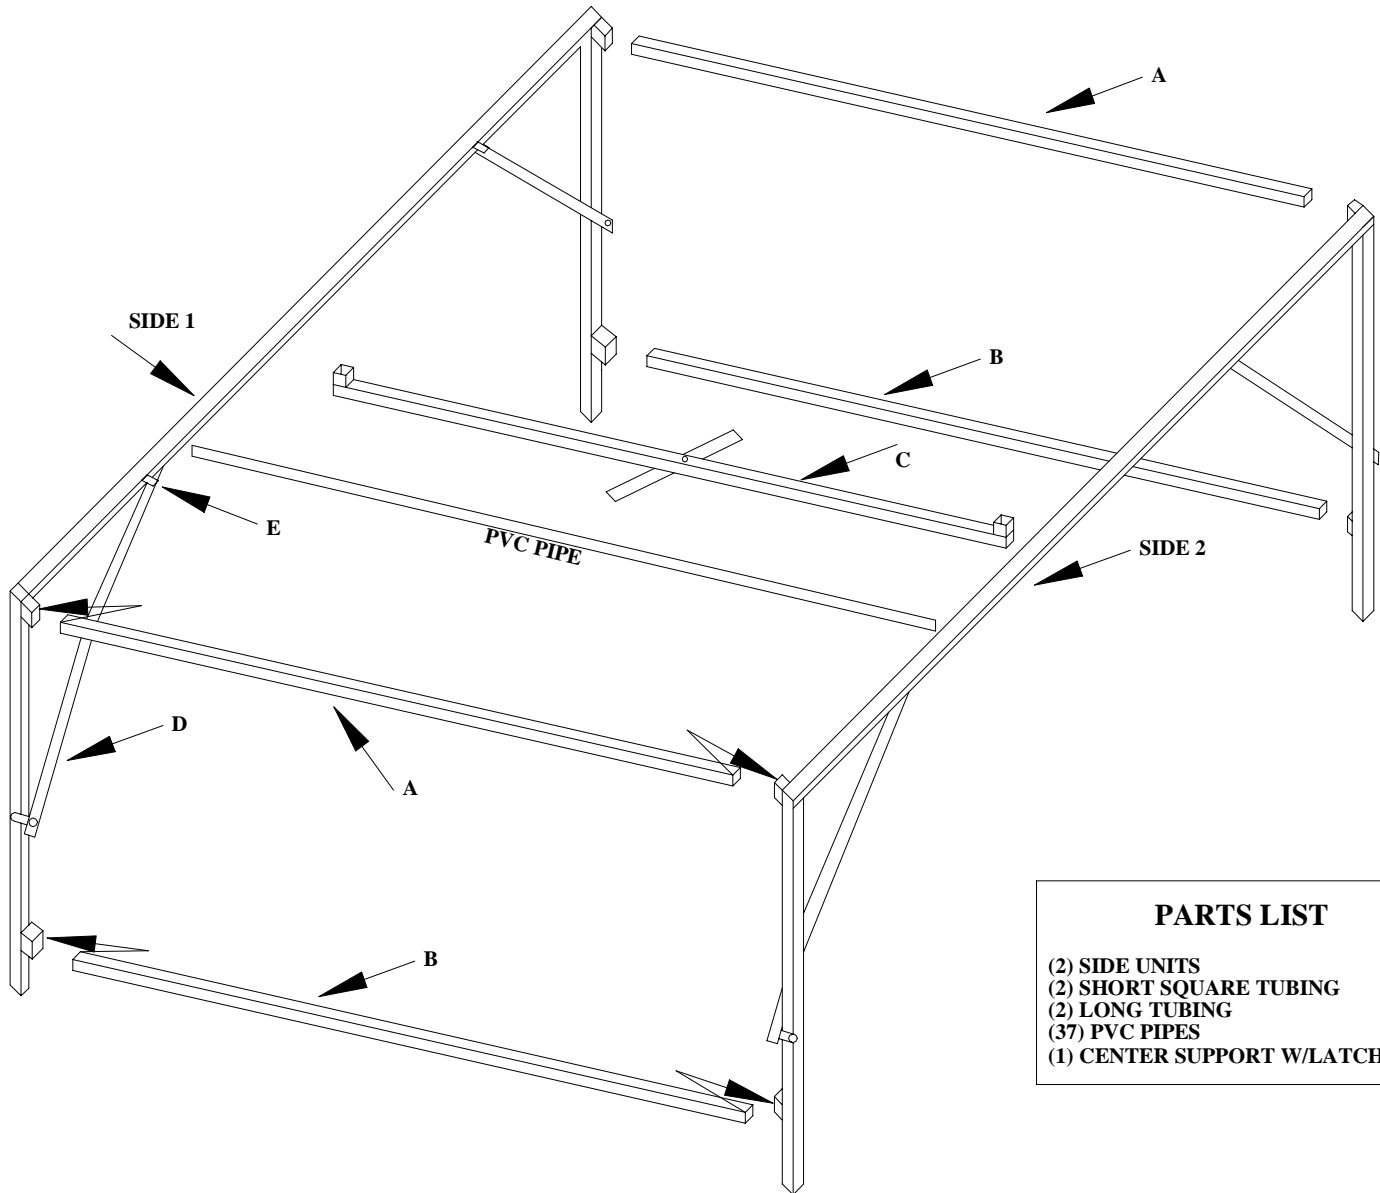 A
SIDE 1
B
C
E
PVC PIPE
SIDE 2
D
A
B
PARTS LIST
(2) SIDE UNITS
(2) SHORT SQUARE TUBING
(2) LONG TUBING
(37) PVC PIPES
(1) CENTER SUPPORT W/LATCH